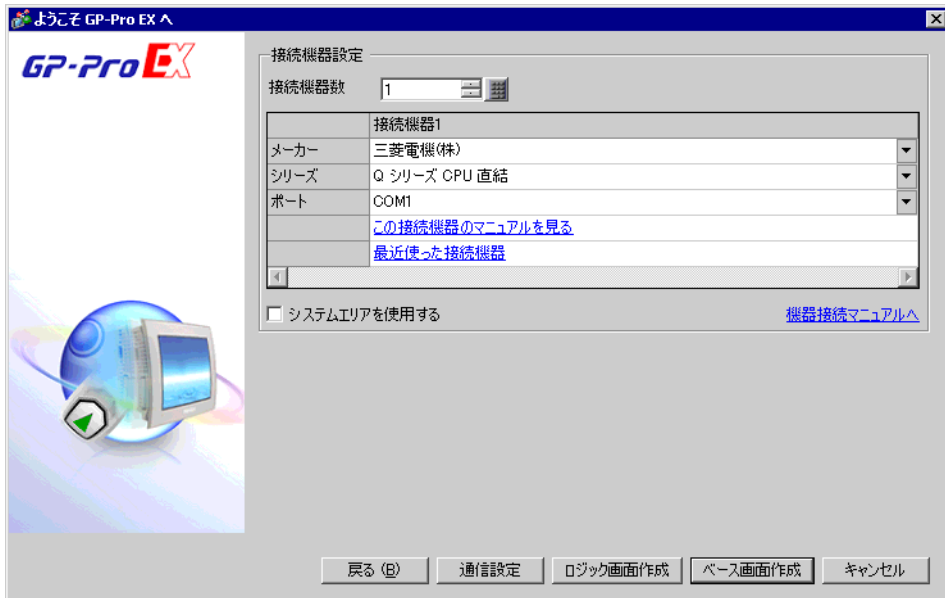 ようこそ GP-Pro EX へ
GP-Pro EX
接続機器設定
接続機器数 1
接続機器1
メーカー 三菱電機(株)
シリーズ Q シリーズ CPU 直結
ポート COM1
この接続機器のマニュアルを見る
最近使った接続機器
システムエリアを使用する 機器接続マニュアルへ
戻る (B) 通信設定 ロジック画面作成 ベース画面作成 キャンセル